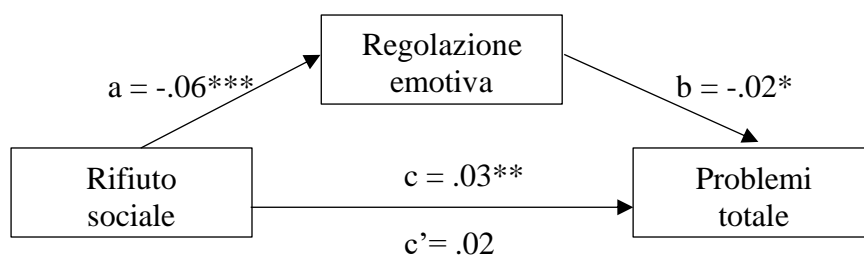 Regolazione
emotiva
a = -.06***
b = -.02*
Rifiuto
sociale
c = .03**
c’= .02
Problemi
totale